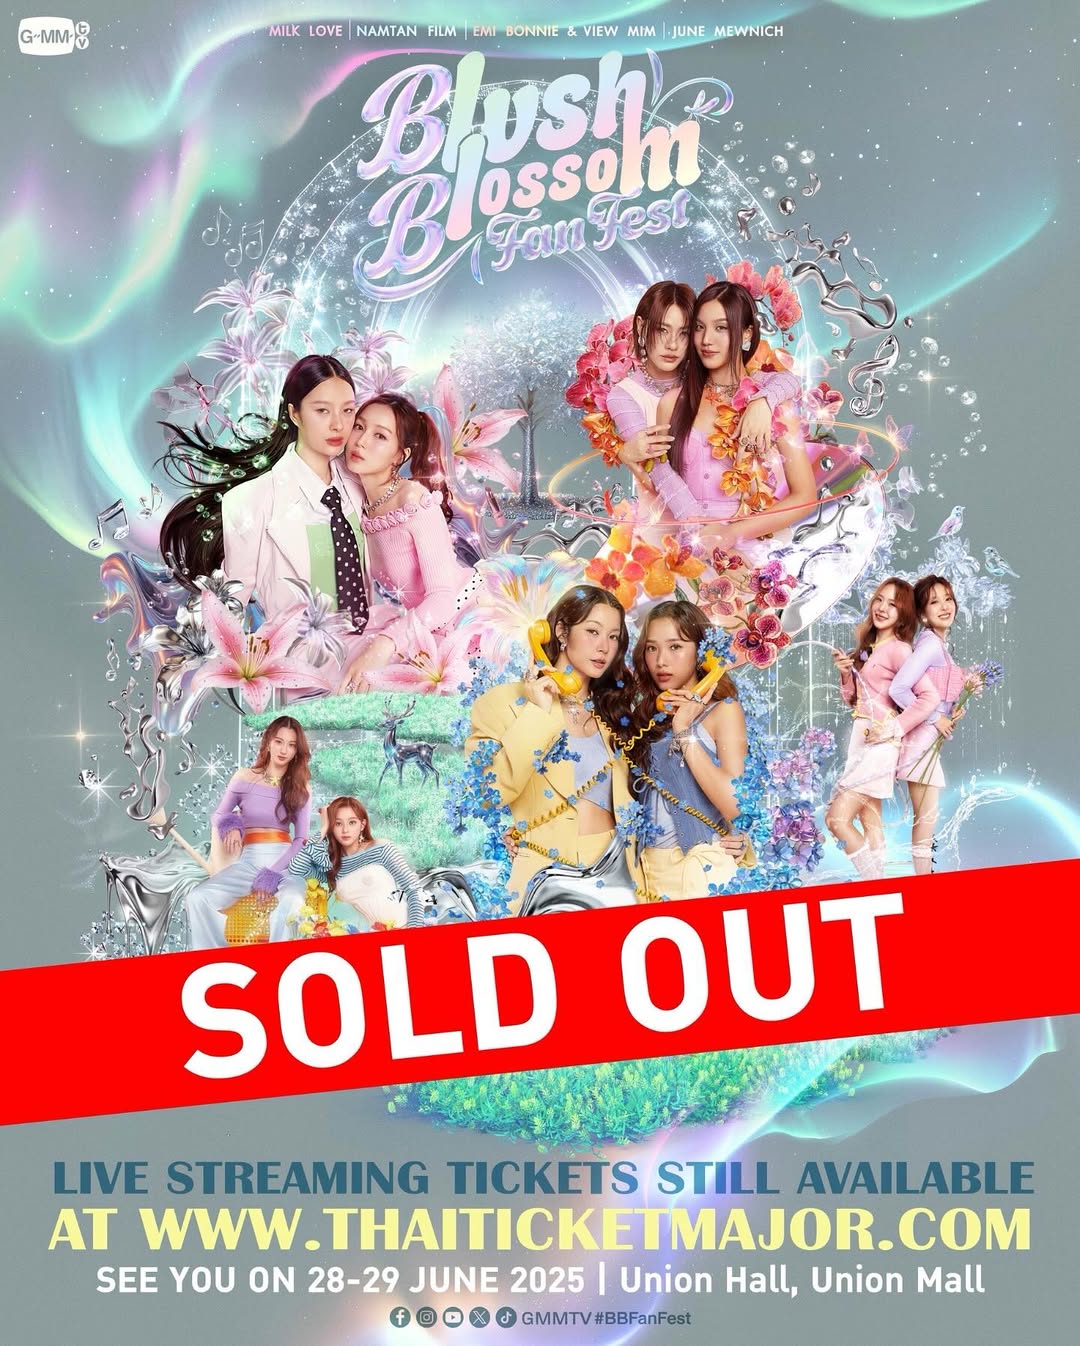 GMMTV
MILK LOVE | NAMTAN FILM | EMI BONNIE & VIEW MIM | JUNE MEWNICH
Blush
Blossom
Fan Fest
SOLD OUT
LIVE STREAMING TICKETS STILL AVAILABLE
AT WWW.THAITICKETMAJOR.COM
SEE YOU ON 28-29 JUNE 2025 | Union Hall, Union Mall
GMMTV #BBFanFest